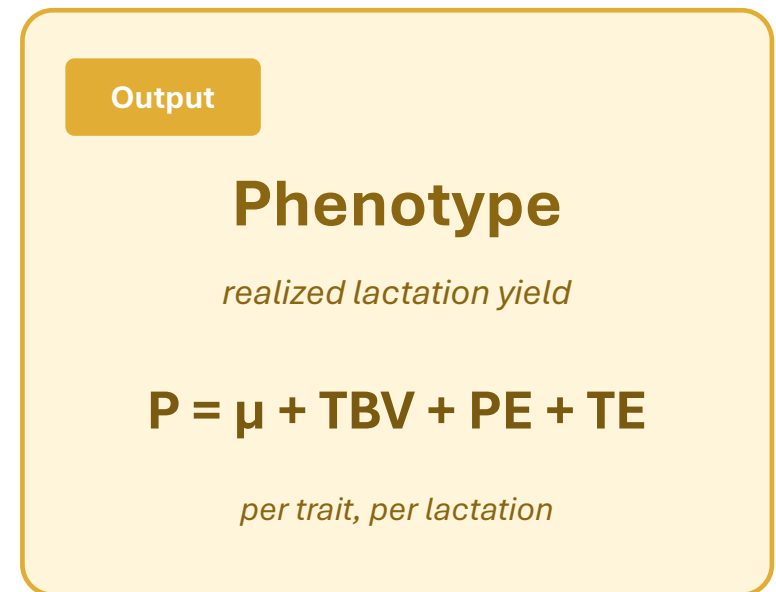 Output
Phenotype
realized lactation yield
P = µ + TBV + PE + TE
per trait, per lactation